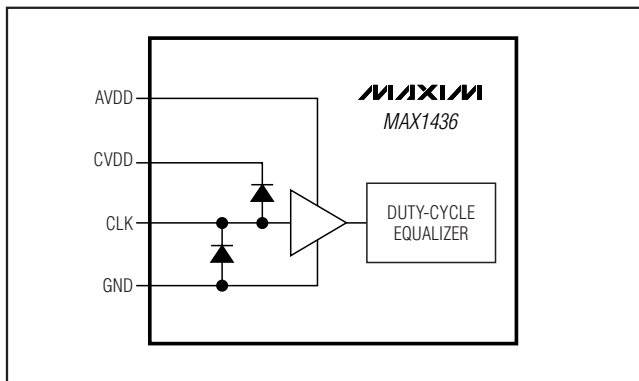 AVDD
MAXIM
MAX1436
CVDD
CLK
DUTY-CYCLE
EQUALIZER
GND